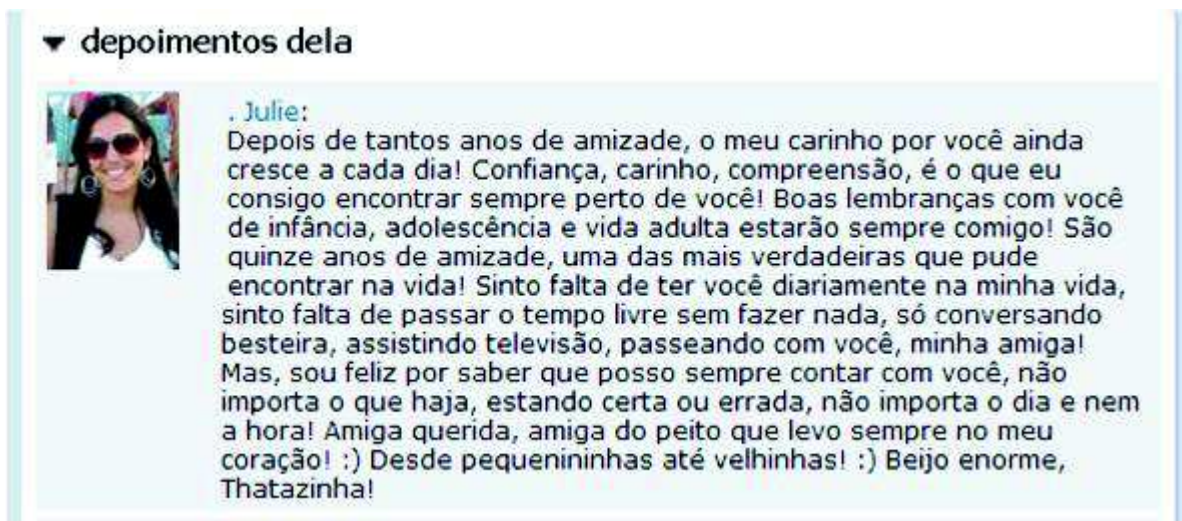 depoimentos dela
. Julie:
Depois de tantos anos de amizade, o meu carinho por você ainda
cresce a cada dia! Confiança, carinho, compreensão, é o que eu
consigo encontrar sempre perto de você! Boas lembranças com você
de infância, adolescência e vida adulta estarão sempre comigo! São
quinze anos de amizade, uma das mais verdadeiras que pude
encontrar na vida! Sinto falta de ter você diariamente na minha vida,
sinto falta de passar o tempo livre sem fazer nada, só conversando
besteira, assistindo televisão, passeando com você, minha amiga!
Mas, sou feliz por saber que posso sempre contar com você, não
importa o que haja, estando certa ou errada, não importa o dia e nem
a hora! Amiga querida, amiga do peito que levo sempre no meu
coração! :) Desde pequenininhas até velhinhas! :) Beijo enorme,
Thatazinha!